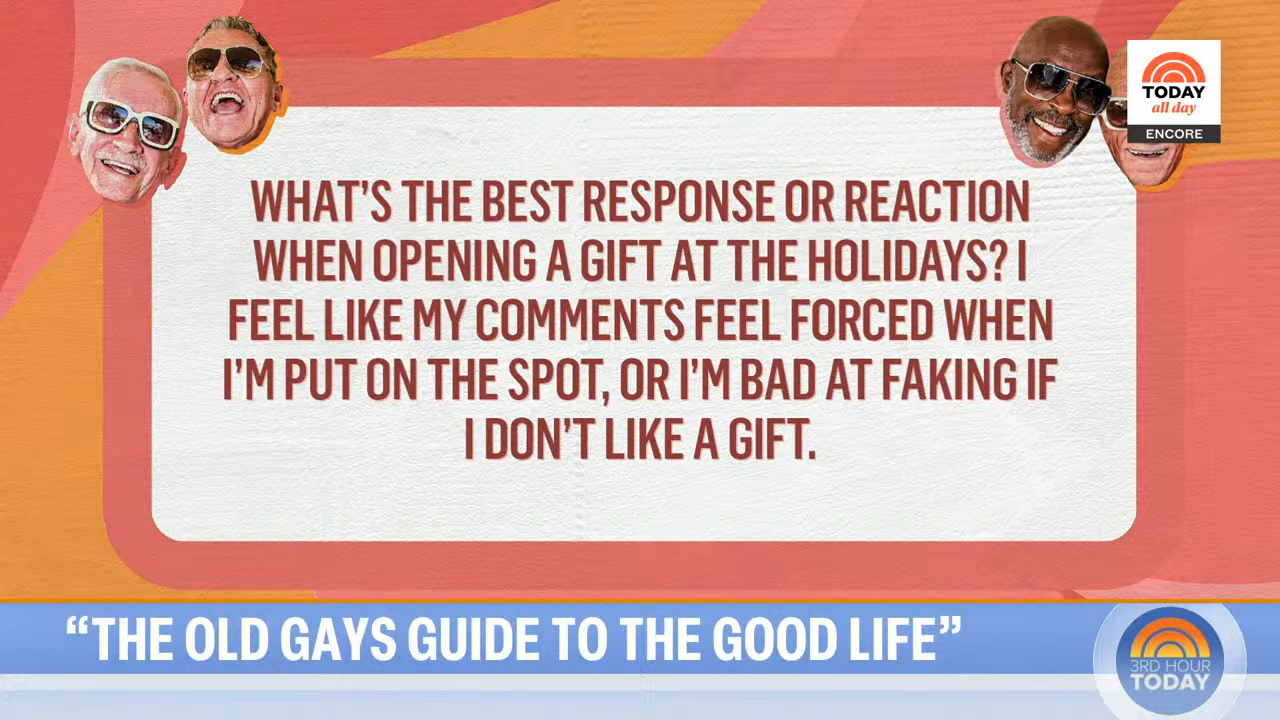 TODAY
all day
ENCORE
WHAT'S THE BEST RESPONSE OR REACTION
WHEN OPENING A GIFT AT THE HOLIDAYS? I
FEEL LIKE MY COMMENTS FEEL FORCED WHEN
I'M PUT ON THE SPOT, OR I'M BAD AT FAKING IF
I DON'T LIKE A GIFT.
“THE OLD GAYS GUIDE TO THE GOOD LIFE”
3RD HOUR
TODAY